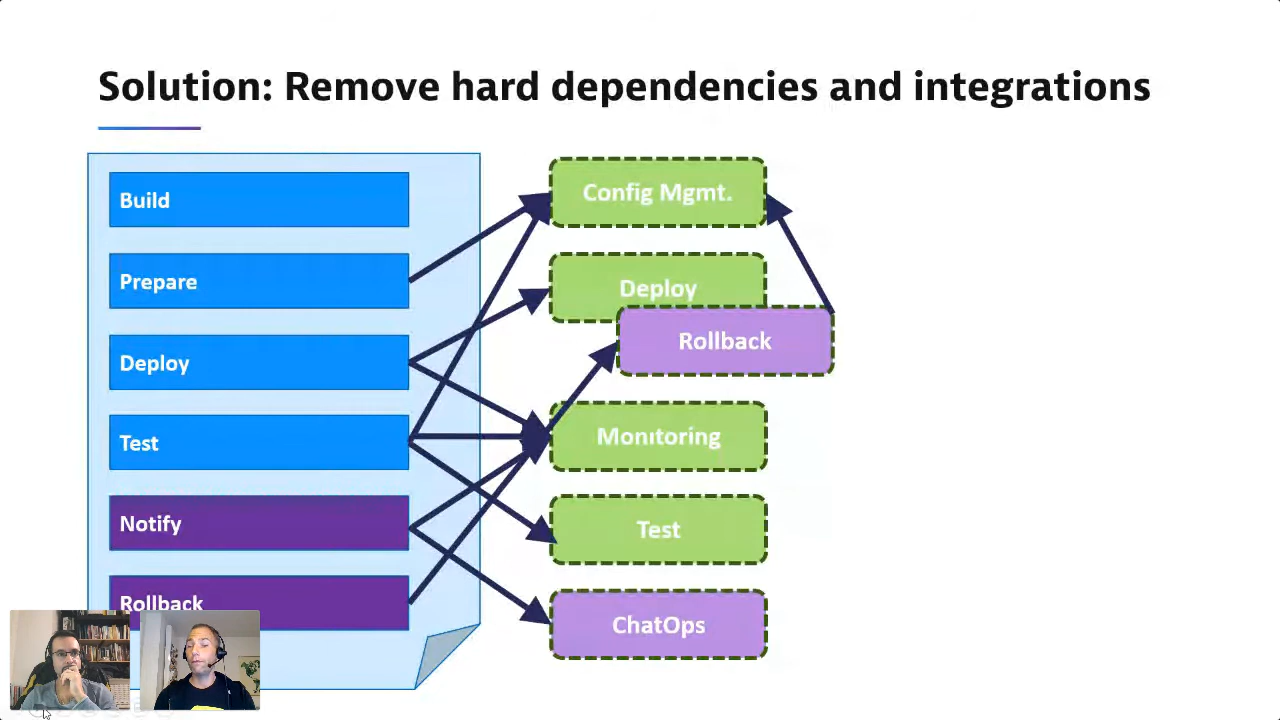 Solution: Remove hard dependencies and integrations
Build
Prepare
Deploy
Test
Notify
Rollback
Config Mgmt.
Deploy
Rollback
Monitoring
Test
ChatOps